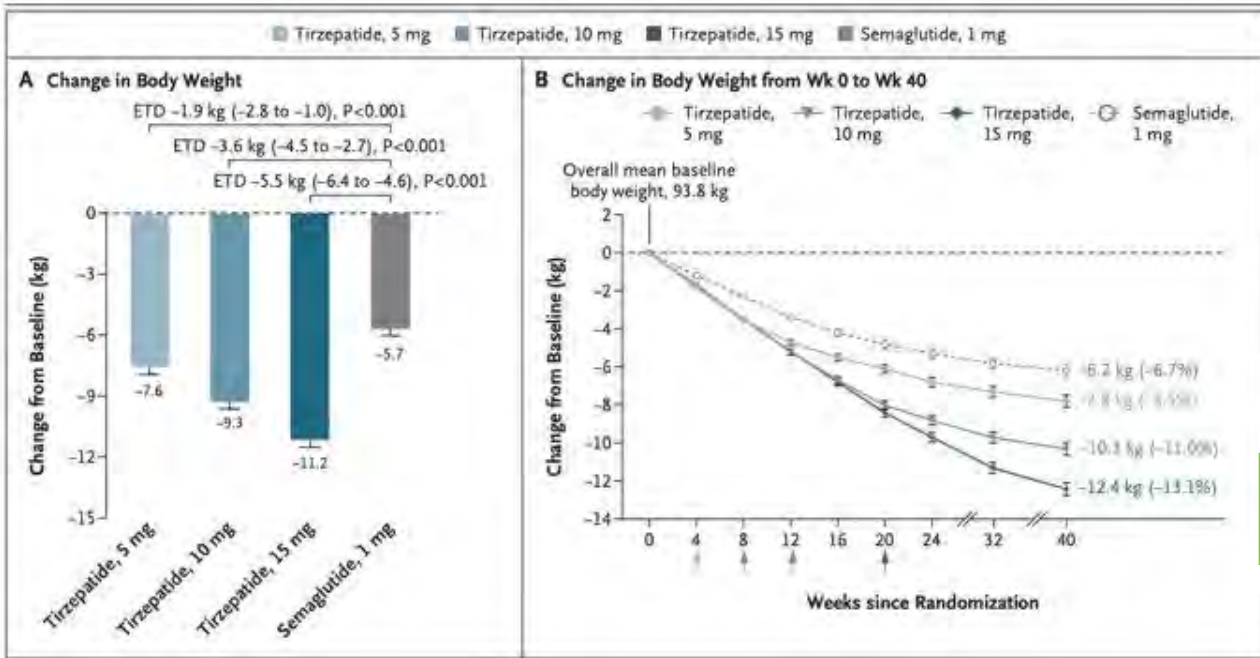 Tirzepatide, 5 mg Tirzepatide, 10 mg Tirzepatide, 15 mg Semaglutide, 1 mg
A Change in Body Weight
ETD −1.9 kg (−2.8 to −1.0), P<0.001
ETD −3.6 kg (−4.5 to −2.7), P<0.001
ETD −5.5 kg (−6.4 to −4.6), P<0.001
Change from Baseline (kg)
0
−3
−6
−9
−12
−15
−7.6
−9.3
−11.2
−5.7
Tirzepatide, 5 mg
Tirzepatide, 10 mg
Tirzepatide, 15 mg
Semaglutide, 1 mg
B Change in Body Weight from Wk 0 to Wk 40
Tirzepatide, 5 mg
Tirzepatide, 10 mg
Tirzepatide, 15 mg
Semaglutide, 1 mg
Overall mean baseline
body weight, 93.8 kg
Change from Baseline (kg)
2
0
−2
−4
−6
−8
−10
−12
−14
−6.2 kg (−6.7%)
−7.8 kg
−10.3 kg (−11.0%)
−12.4 kg (−13.1%)
0 4 8 12 16 20 24 32 40
Weeks since Randomization